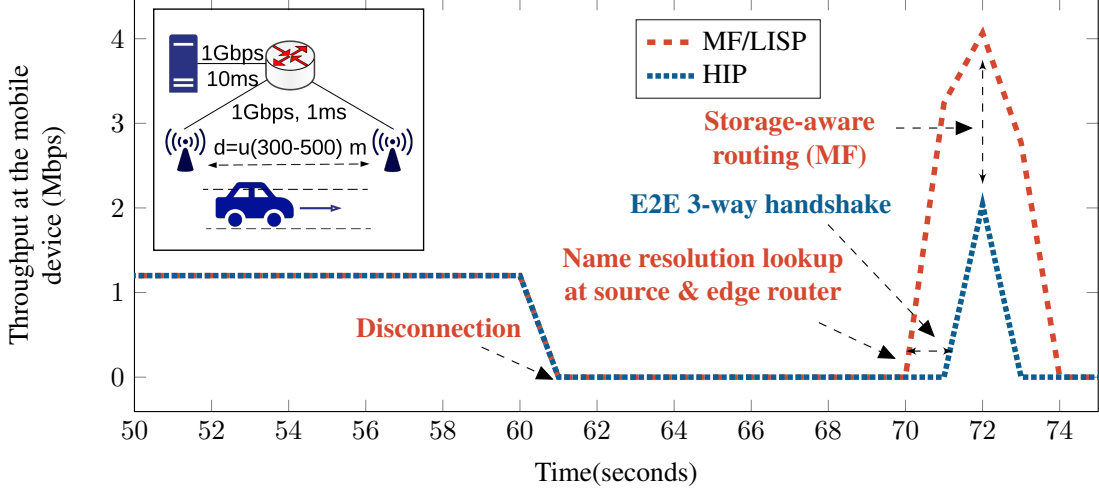 Throughput at the mobile
device (Mbps)
4
3
2
1
0
1Gbps
10ms
1Gbps, 1ms
d=u(300-500) m
MF/LISP
HIP
Storage-aware
routing (MF)
E2E 3-way handshake
Name resolution lookup
at source & edge router
Disconnection
50 52 54 56 58 60 62 64 66 68 70 72 74
Time(seconds)